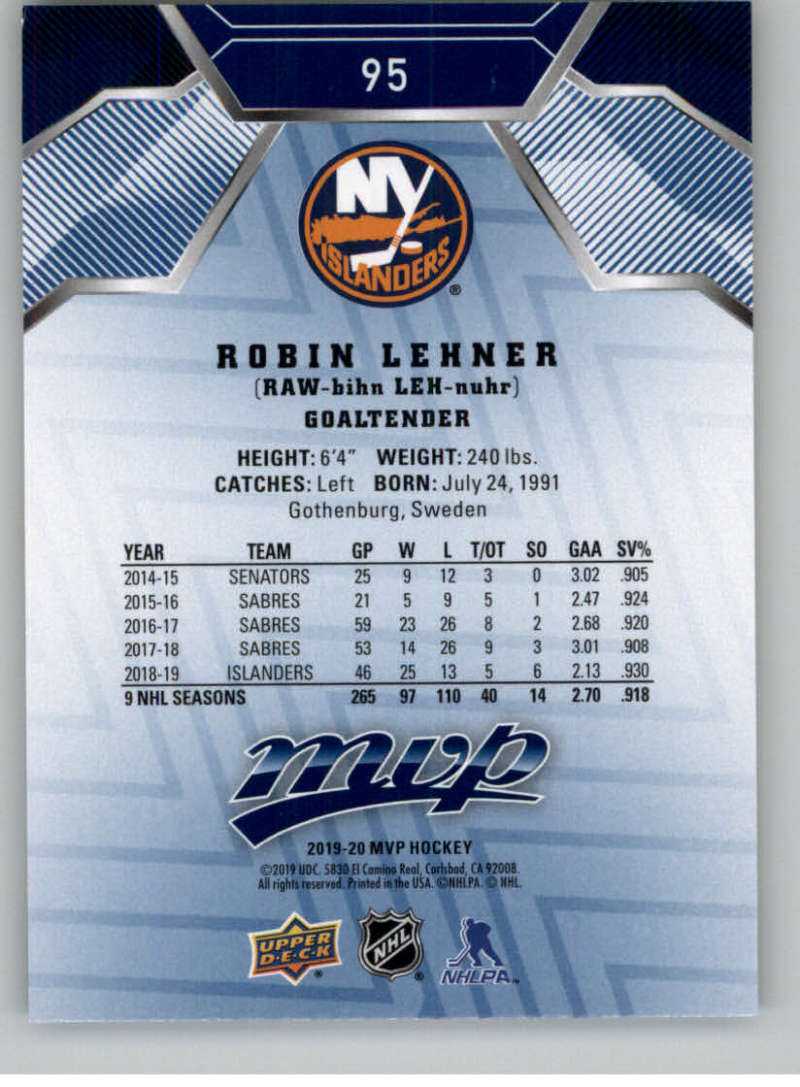 95
NY
ISLANDERS
®
ROBIN LEHNER
(RAW-bihn LEH-nuhr)
GOALTENDER
HEIGHT: 6'4" WEIGHT: 240 lbs.
CATCHES: Left BORN: July 24, 1991
Gothenburg, Sweden
YEAR TEAM GP W L T/OT SO GAA SV%
2014-15 SENATORS 25 9 12 3 0 3.02 .905
2015-16 SABRES 21 5 9 5 1 2.47 .924
2016-17 SABRES 59 23 26 8 2 2.68 .920
2017-18 SABRES 53 14 26 9 3 3.01 .908
2018-19 ISLANDERS 46 25 13 5 6 2.13 .930
9 NHL SEASONS 265 97 110 40 14 2.70 .918
mvp
2019-20 MVP HOCKEY
©2019 UDC. 5830 El Camino Real, Carlsbad, CA 92008.
All rights reserved. Printed in the USA. ©NHLPA. © NHL.
UPPER D·E·C·K ® NHL ® NHLPA™